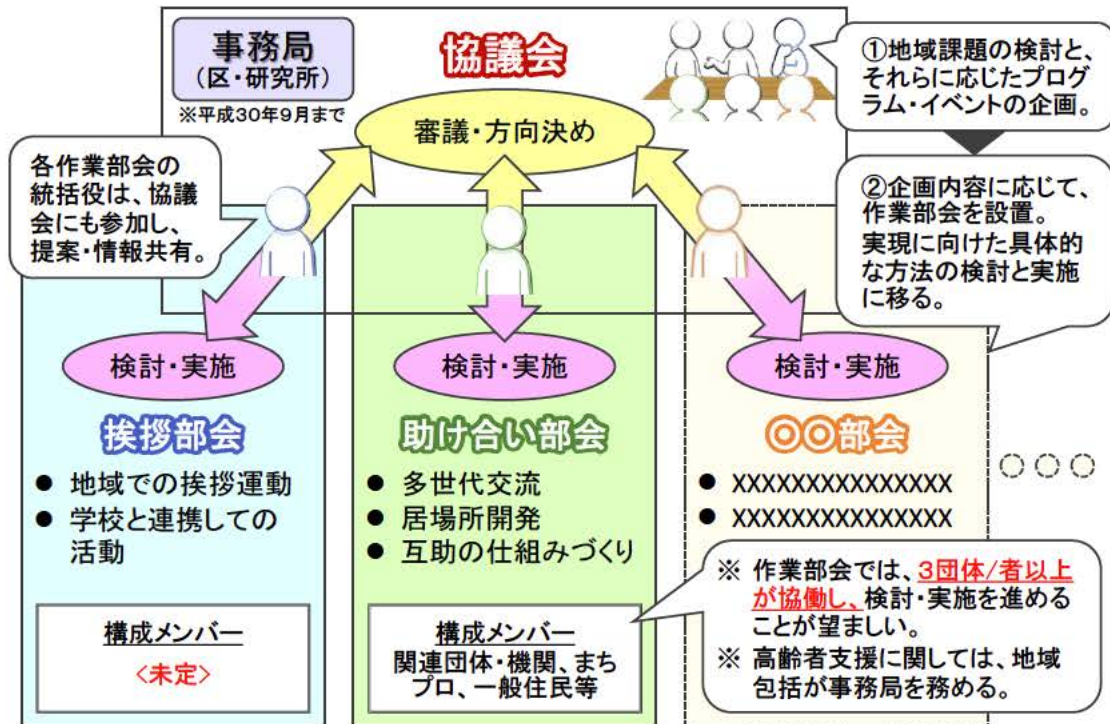 事務局
(区・研究所)
※平成30年9月まで
協議会
審議・方向決め
①地域課題の検討と、
それらに応じたプログ
ラム・イベントの企画。
②企画内容に応じて、
作業部会を設置。
実現に向けた具体的
な方法の検討と実施
に移る。
各作業部会の
統括役は、協議
会にも参加し、
提案・情報共有。
検討・実施
挨拶部会
● 地域での挨拶運動
● 学校と連携しての
活動
構成メンバー
<未定>
検討・実施
助け合い部会
● 多世代交流
● 居場所開発
● 互助の仕組みづくり
構成メンバー
関連団体・機関、まち
プロ、一般住民等
検討・実施
〇〇部会
● XXXXXXXXXXXXXXX
● XXXXXXXXXXXXXXX
※ 作業部会では、3団体/者以上
が協働し、検討・実施を進める
ことが望ましい。
※ 高齢者支援に関しては、地域
包括が事務局を務める。